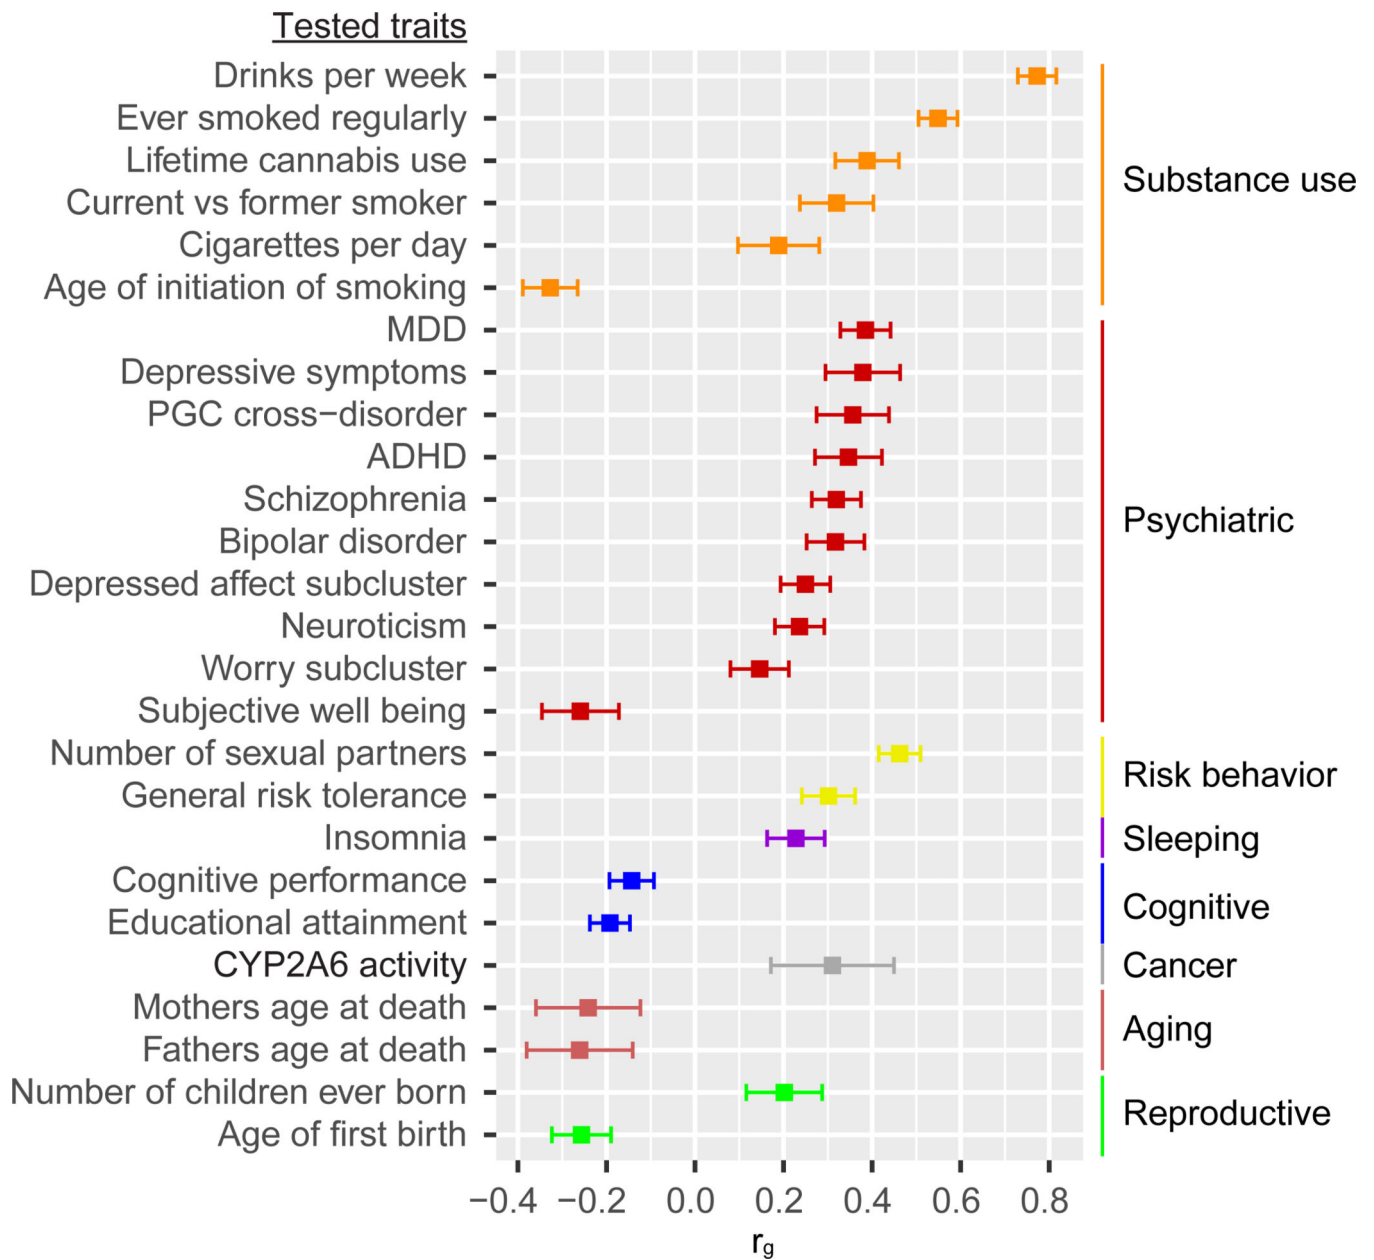 Tested traits
Drinks per week
Ever smoked regularly
Lifetime cannabis use
Current vs former smoker
Cigarettes per day
Age of initiation of smoking
MDD
Depressive symptoms
PGC cross−disorder
ADHD
Schizophrenia
Bipolar disorder
Depressed affect subcluster
Neuroticism
Worry subcluster
Subjective well being
Number of sexual partners
General risk tolerance
Insomnia
Cognitive performance
Educational attainment
CYP2A6 activity
Mothers age at death
Fathers age at death
Number of children ever born
Age of first birth
Substance use
Psychiatric
Risk behavior
Sleeping
Cognitive
Cancer
Aging
Reproductive
−0.4 −0.2 0.0 0.2 0.4 0.6 0.8
rg